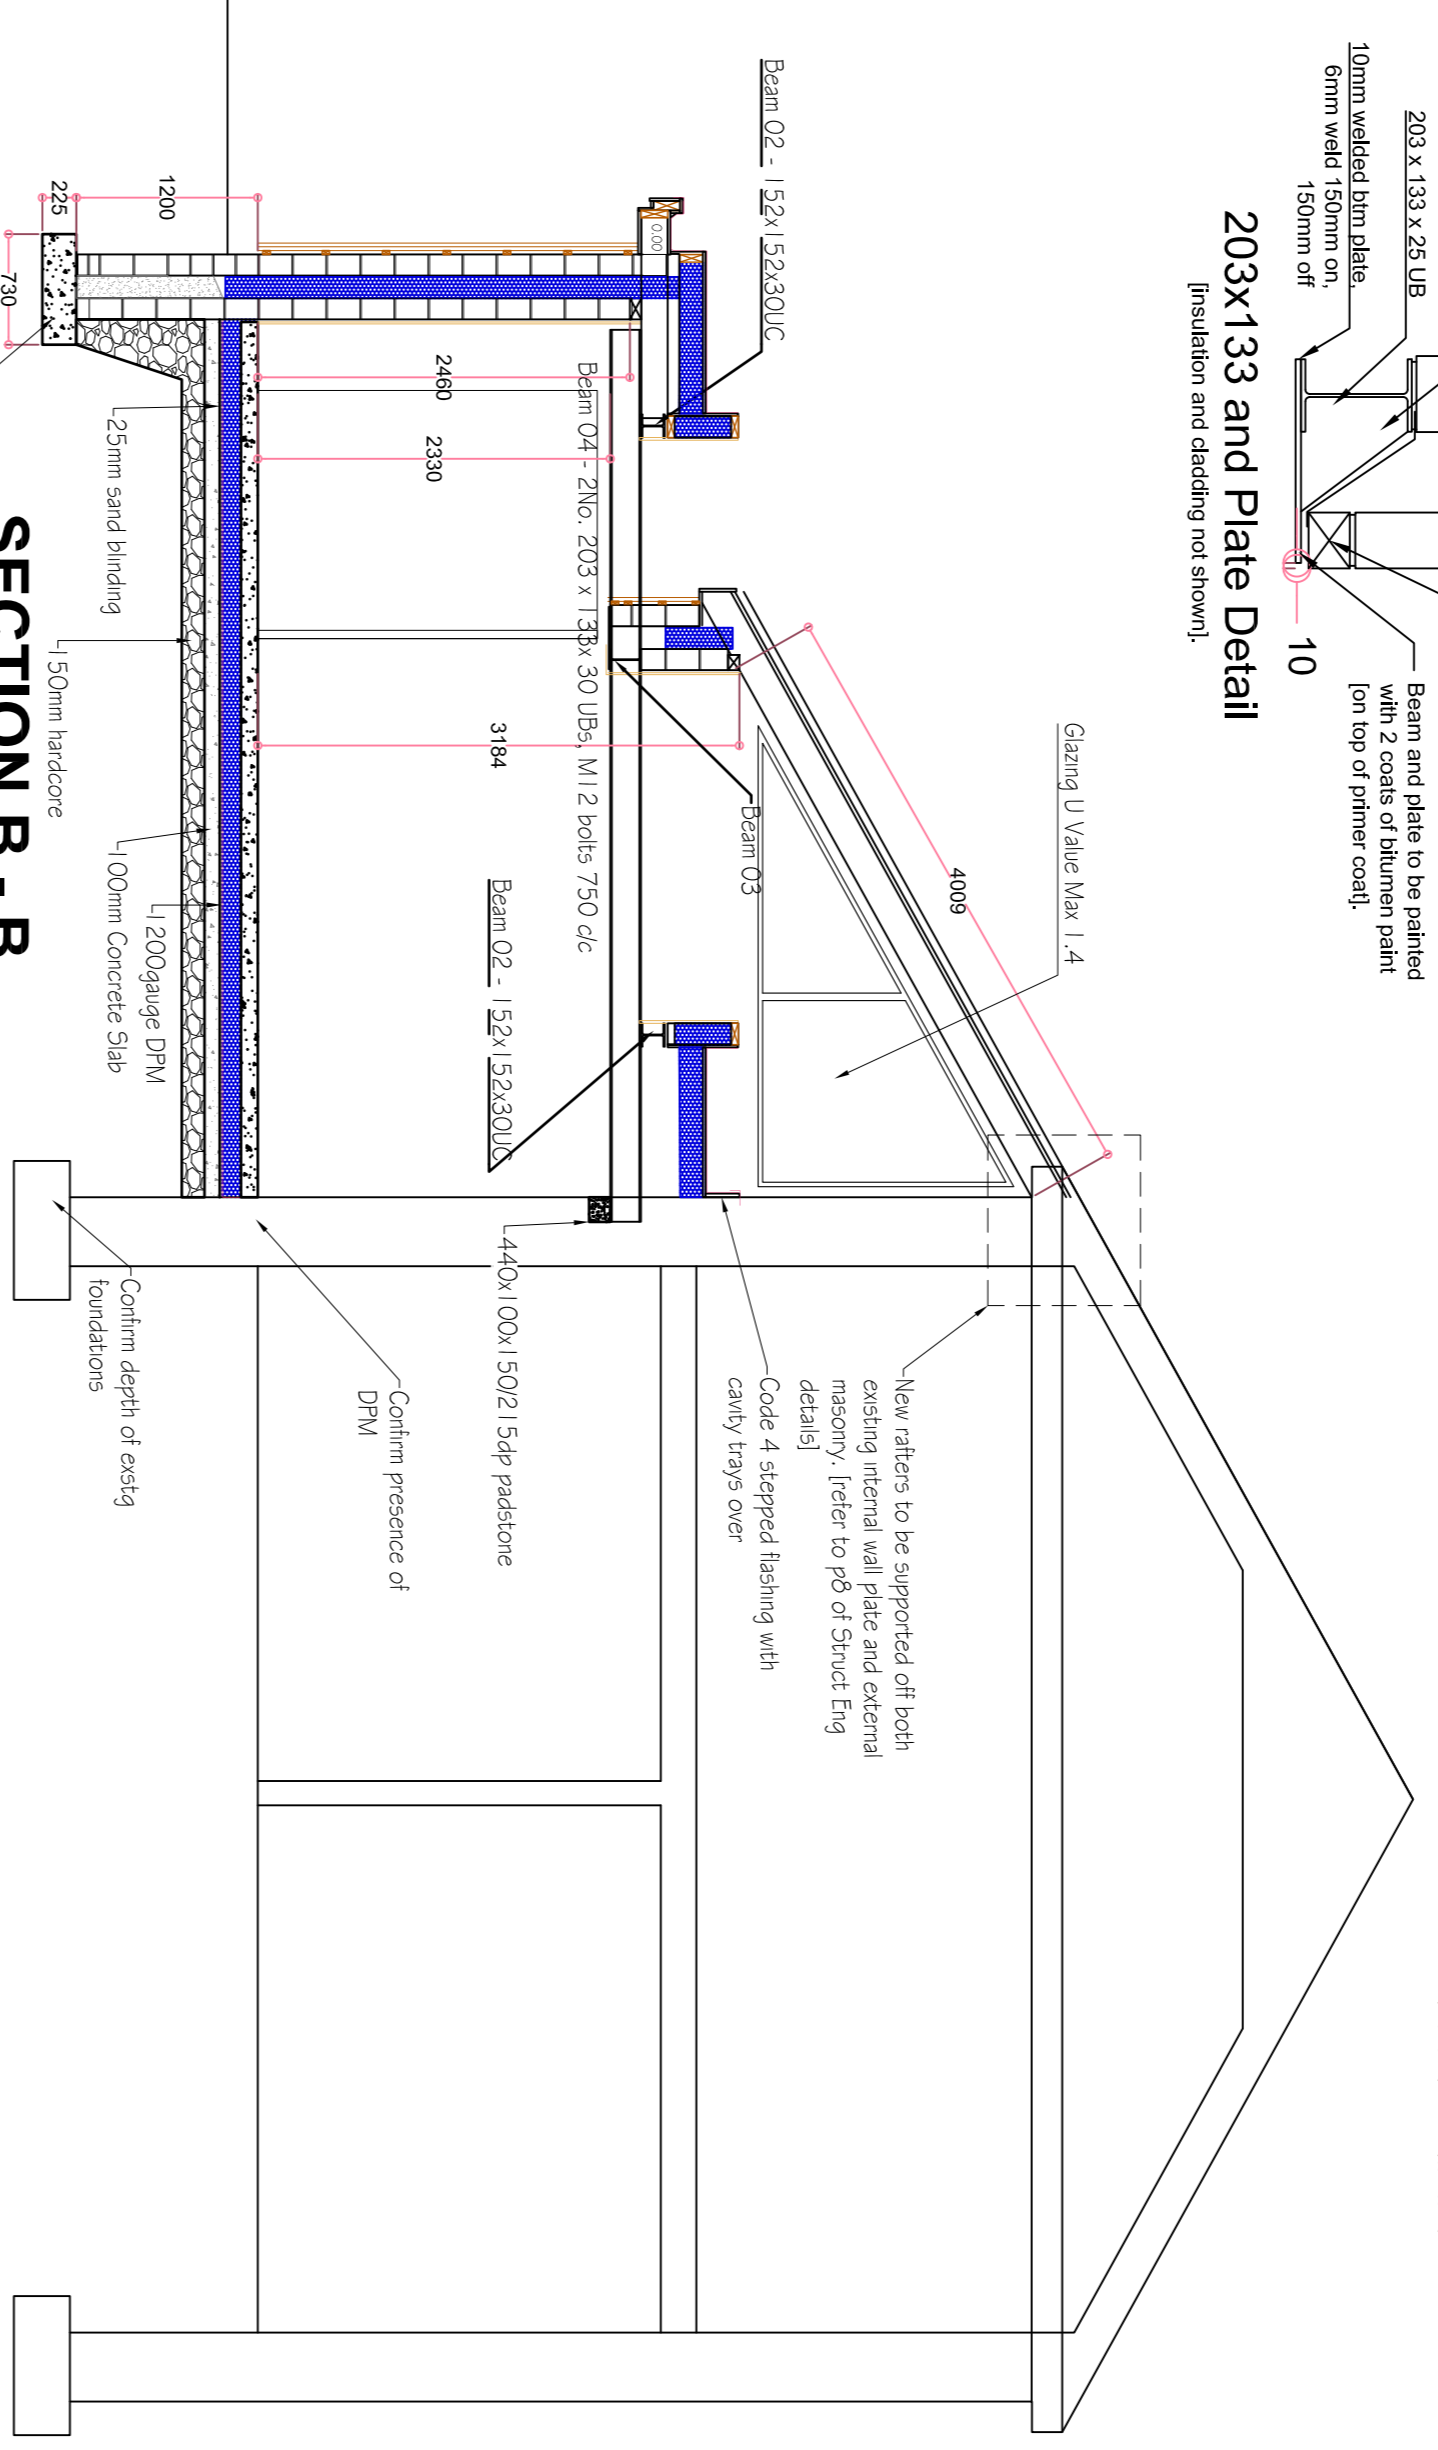 203 x 133 x 25 UB
10mm welded btm plate,
6mm weld 150mm on,
150mm off
Beam and plate to be painted
with 2 coats of bitumen paint
[on top of primer coat].
10
203x133 and Plate Detail
[insulation and cladding not shown].
Glazing U Value Max 1.4
4009
Beam 02 - 152x152x30UC
0.00
Beam 03
New rafters to be supported off both
existing internal wall plate and external
masonry. [refer to p8 of Struct Eng
details]
Code 4 stepped flashing with
cavity trays over
Beam 04 - 2No. 203 x 133x 30 UBs, M12 bolts 750 c/c
Beam 02 - 152x152x30UC
440x100x150/215dp padstone
2460
2330
3184
Confirm presence of
DPM
1200
225
730
25mm sand blinding
1200gauge DPM
100mm Concrete Slab
150mm hardcore
Confirm depth of exstg
foundations
SECTION B - B